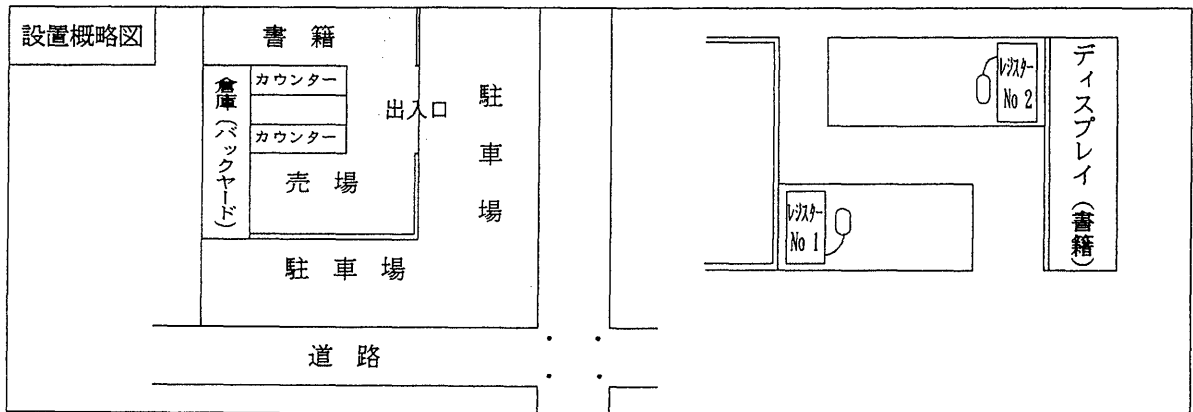 設置概略図
書籍
カウンター
カウンター
倉庫(バックヤード)
出入口
売場
駐車場
駐車場
道路
レジスター
No 2
レジスター
No 1
ディスプレイ(書籍)